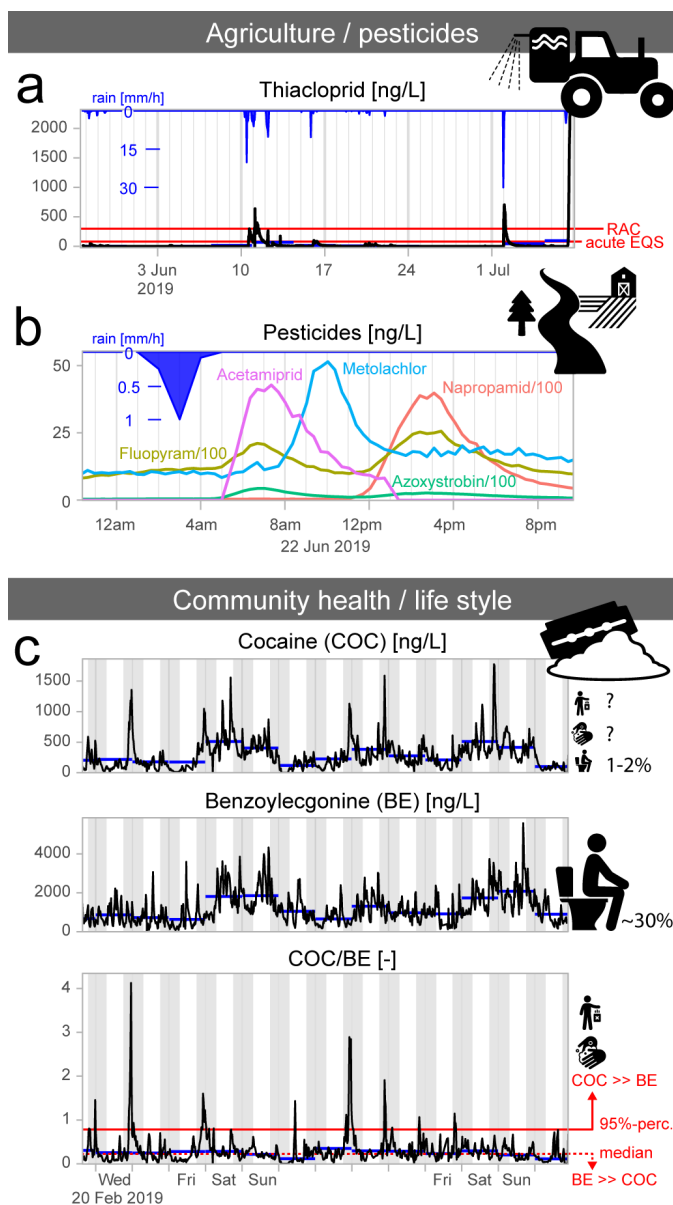 Agriculture / pesticides
a
Thiacloprid [ng/L]
rain [mm/h]
0
15
30
2000
1500
1000
500
0
RAC
acute EQS
3 Jun
10
17
24
1 Jul
2019
b
Pesticides [ng/L]
rain [mm/h]
0
0.5
1
50
25
0
Acetamiprid
Metolachlor
Napropamid/100
Fluopyram/100
Azoxystrobin/100
12am
4am
8am
12pm
4pm
8pm
22 Jun 2019
Community health / life style
c
Cocaine (COC) [ng/L]
1500
1000
500
0
?
?
1-2%
Benzoylecgonine (BE) [ng/L]
4000
2000
0
~30%
COC/BE [-]
4
3
2
1
0
COC >> BE
95%-perc.
median
BE >> COC
Wed
Fri
Sat
Sun
Fri
Sat
Sun
20 Feb 2019